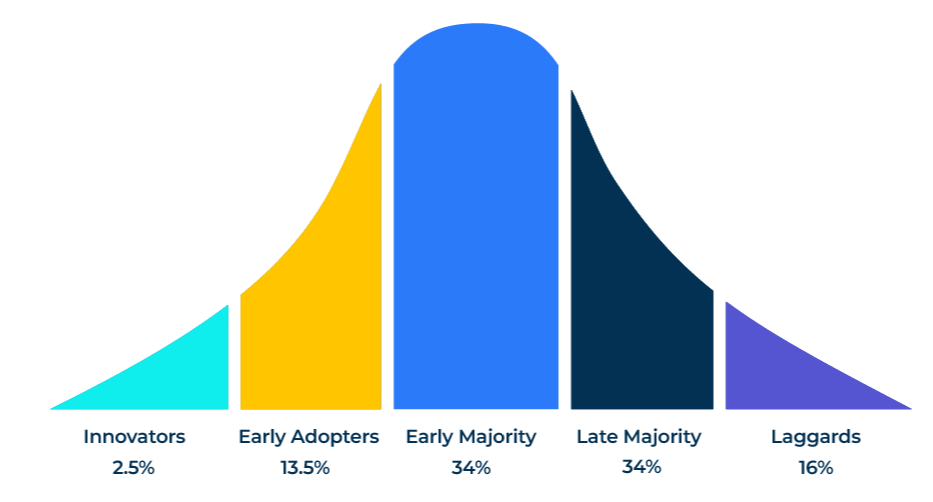 Innovators Early Adopters Early Majority Late Majority Laggards
2.5% 13.5% 34% 34% 16%